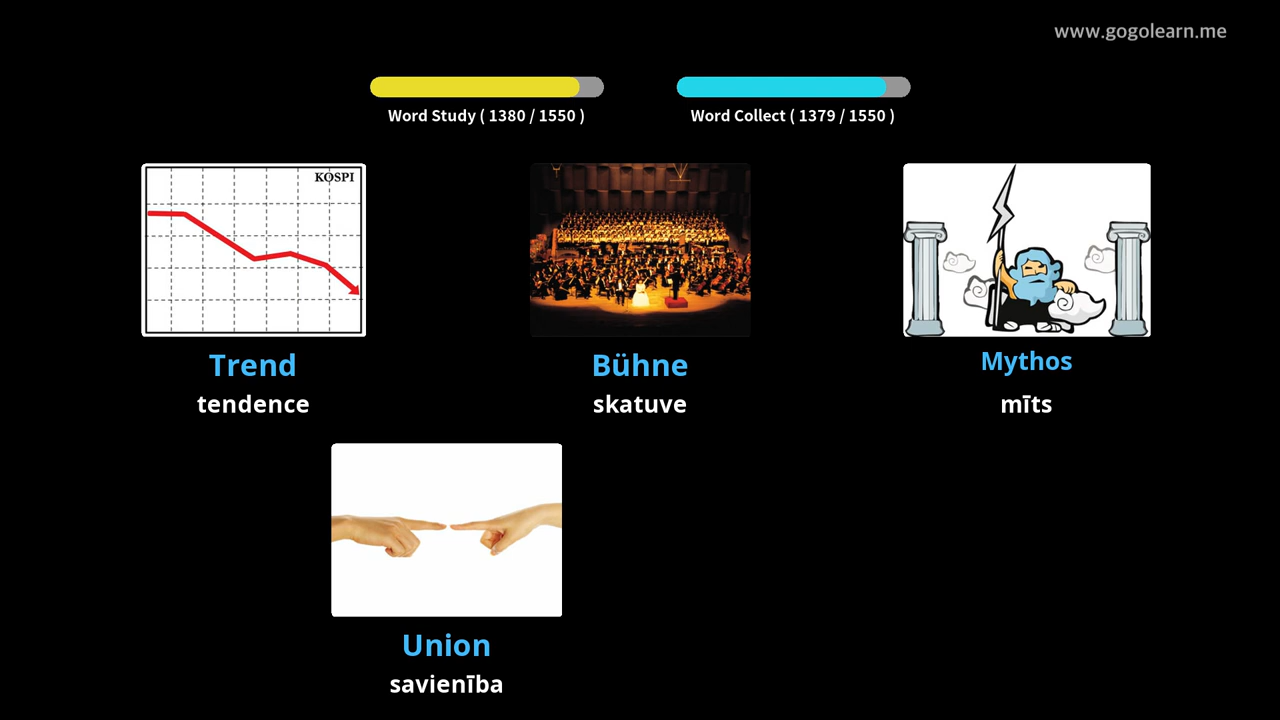 www.gogolearn.me
Word Study ( 1380 / 1550 )
Word Collect ( 1379 / 1550 )
KOSPI
Trend
tendence
Bühne
skatuve
Mythos
mīts
Union
savienība